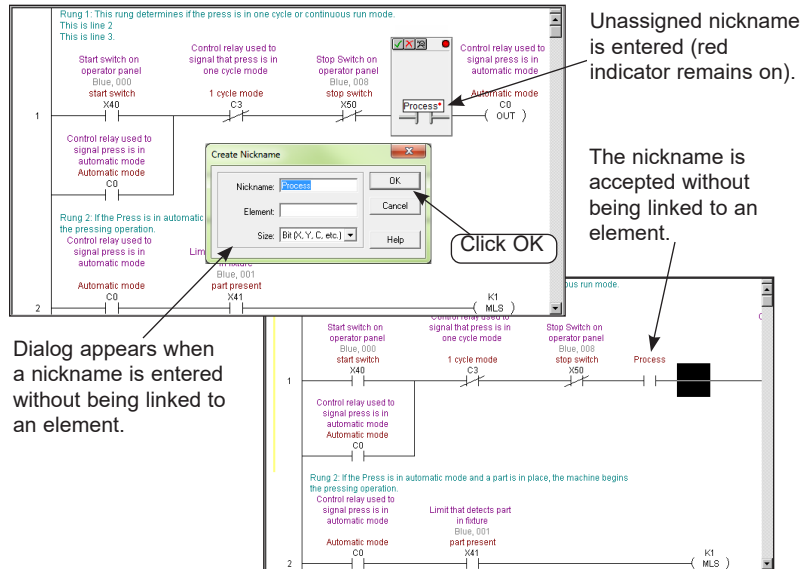 Rung 1: This rung determines if the press is in one cycle or continuous run mode.
This is line 2
This is line 3.
Start switch on
operator panel
Blue, 000
start switch
X40
Control relay used to
signal that press is in
one cycle mode
1 cycle mode
C3
Stop Switch on
operator panel
Blue, 008
stop switch
X50
Process*
Control relay used to
signal press is in
automatic mode
Automatic mode
C0
( OUT )
1
Control relay used to
signal press is in
automatic mode
Automatic mode
C0
Unassigned nickname
is entered (red
indicator remains on).
Create Nickname
Nickname:
Process
OK
Element:
Cancel
Size:
Bit (X, Y, C, etc.)
Help
Click OK
The nickname is
accepted without
being linked to an
element.
Rung 2: If the Press is in automatic
the pressing operation.
Control relay used to
signal press is in
automatic mode
Automatic mode
C0
Lim
in fixture
Blue, 001
part present
X41
K1
( MLS )
2
Dialog appears when
a nickname is entered
without being linked to
an element.
ous run mode.
Start switch on
operator panel
Blue, 000
start switch
X40
Control relay used to
signal that press is in
one cycle mode
1 cycle mode
C3
Stop Switch on
operator panel
Blue, 008
stop switch
X50
Process
1
Control relay used to
signal press is in
automatic mode
Automatic mode
C0
Rung 2: If the Press is in automatic mode and a part is in place, the machine begins
the pressing operation.
Control relay used to
signal press is in
automatic mode
Automatic mode
C0
Limit that detects part
in fixture
Blue, 001
part present
X41
K1
( MLS )
2